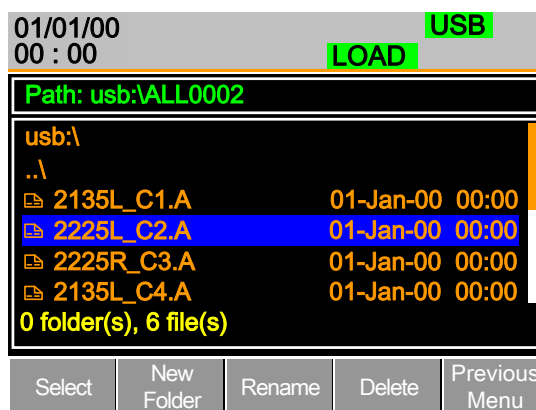 01/01/00 USB
00 : 00 LOAD
Path: usb:\ALL0002
usb:\
..\
2135L_C1.A 01-Jan-00 00:00
2225L_C2.A 01-Jan-00 00:00
2225R_C3.A 01-Jan-00 00:00
2135L_C4.A 01-Jan-00 00:00
0 folder(s), 6 file(s)
Select New Folder Rename Delete Previous Menu